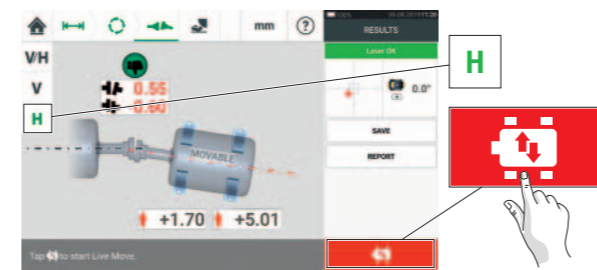 mm
?
100%
RESULTS
V/H
Laser OK
H
V
0.55
0.0°
H
0.60
SAVE
MOVABLE
REPORT
+1.70
+5.01
Tap to start Live Move.